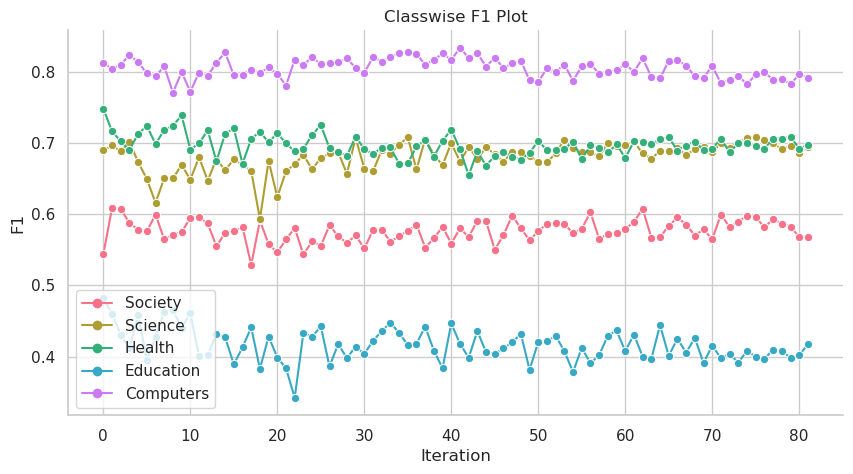 Classwise F1 Plot
F1
0.8
0.7
0.6
0.5
0.4
Society
Science
Health
Education
Computers
0 10 20 30 40 50 60 70 80
Iteration